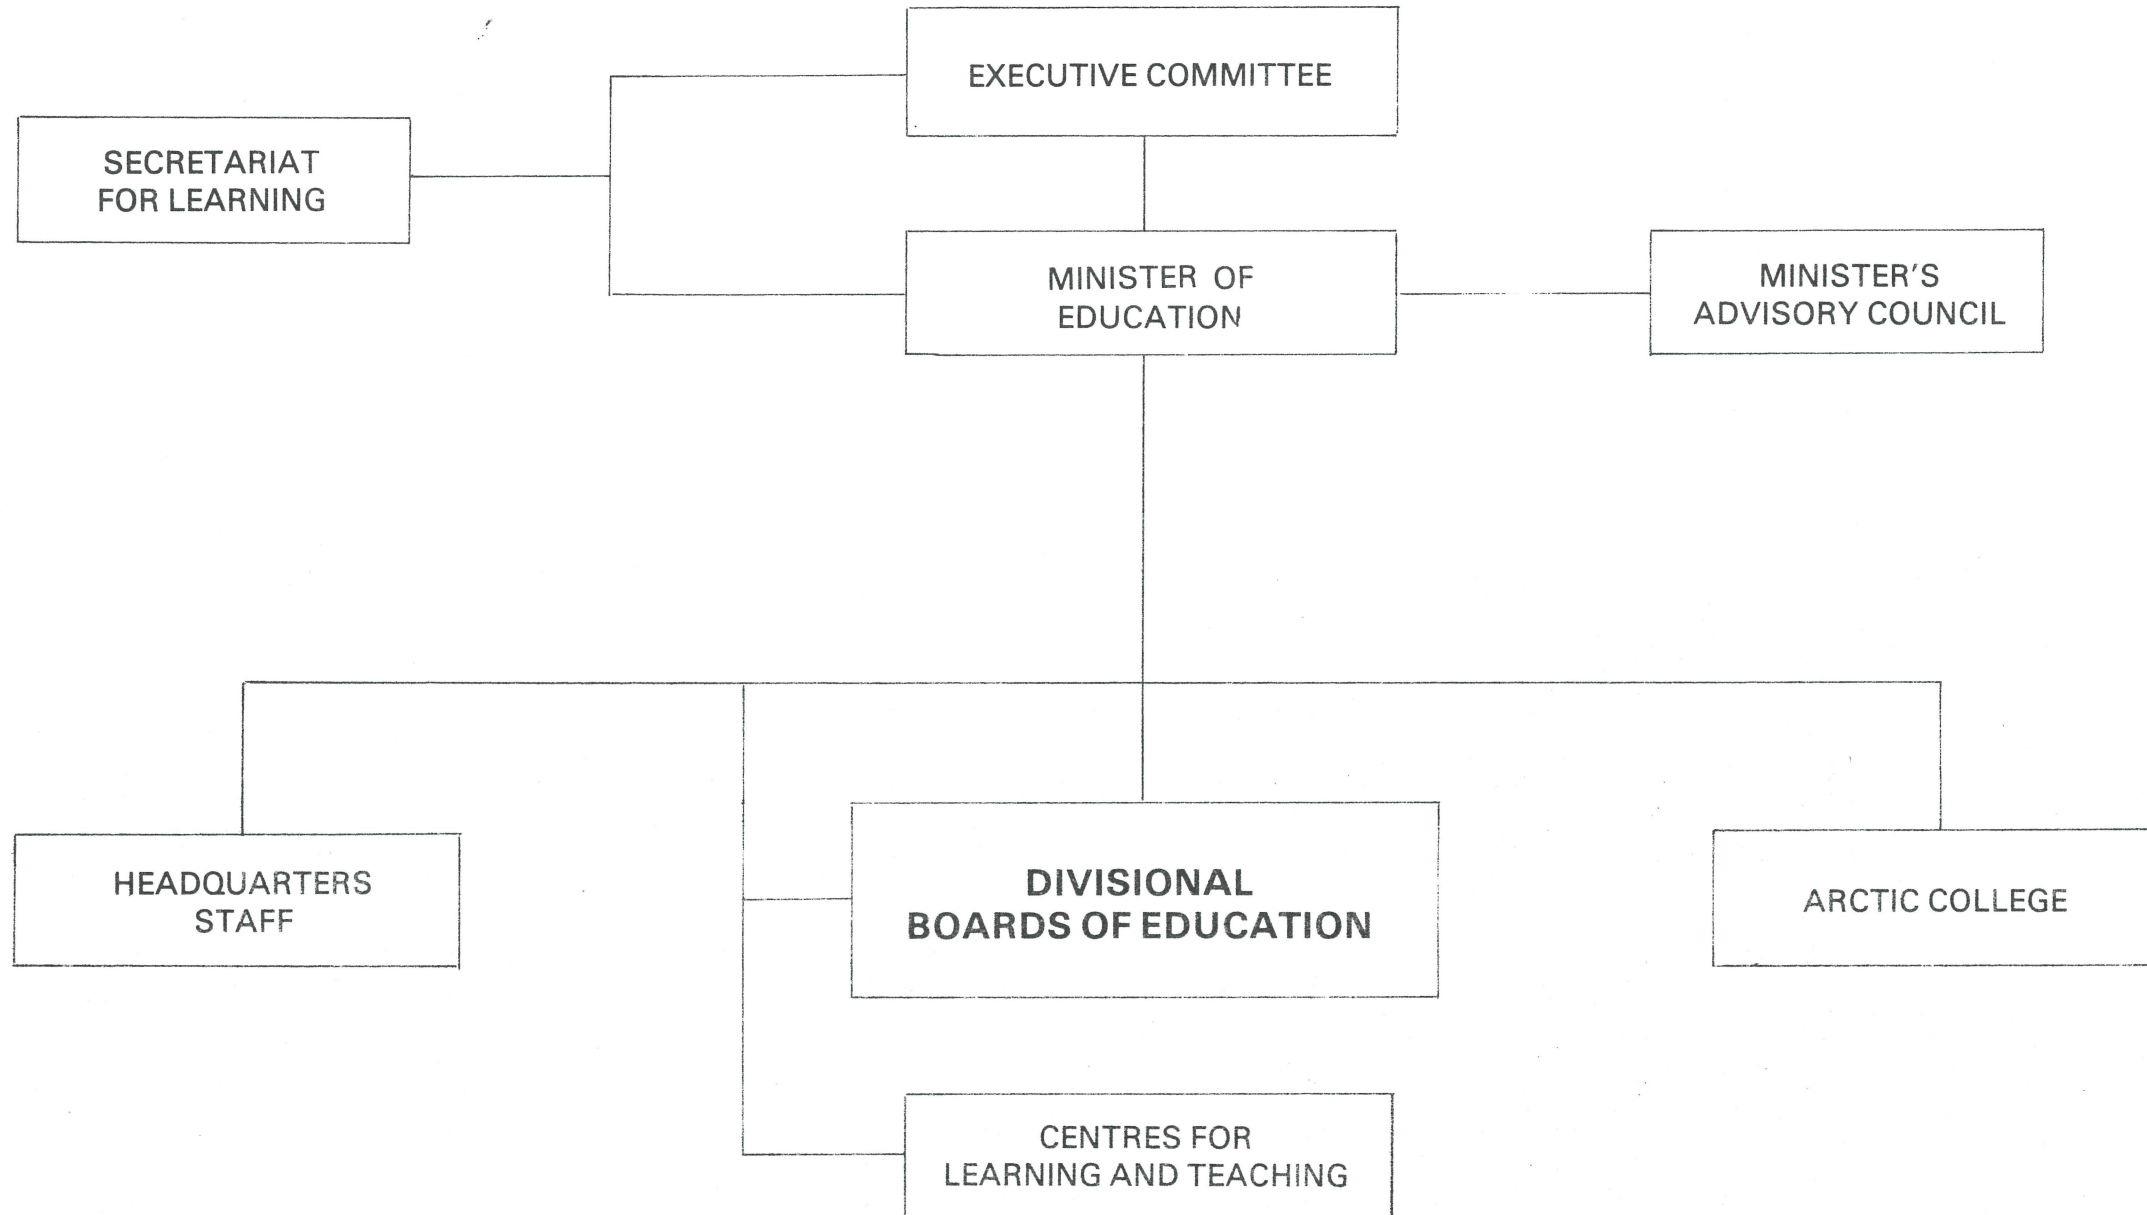 EXECUTIVE COMMITTEE
SECRETARIAT
FOR LEARNING
MINISTER OF
EDUCATION
MINISTER'S
ADVISORY COUNCIL
HEADQUARTERS
STAFF
DIVISIONAL
BOARDS OF EDUCATION
ARCTIC COLLEGE
CENTRES FOR
LEARNING AND TEACHING